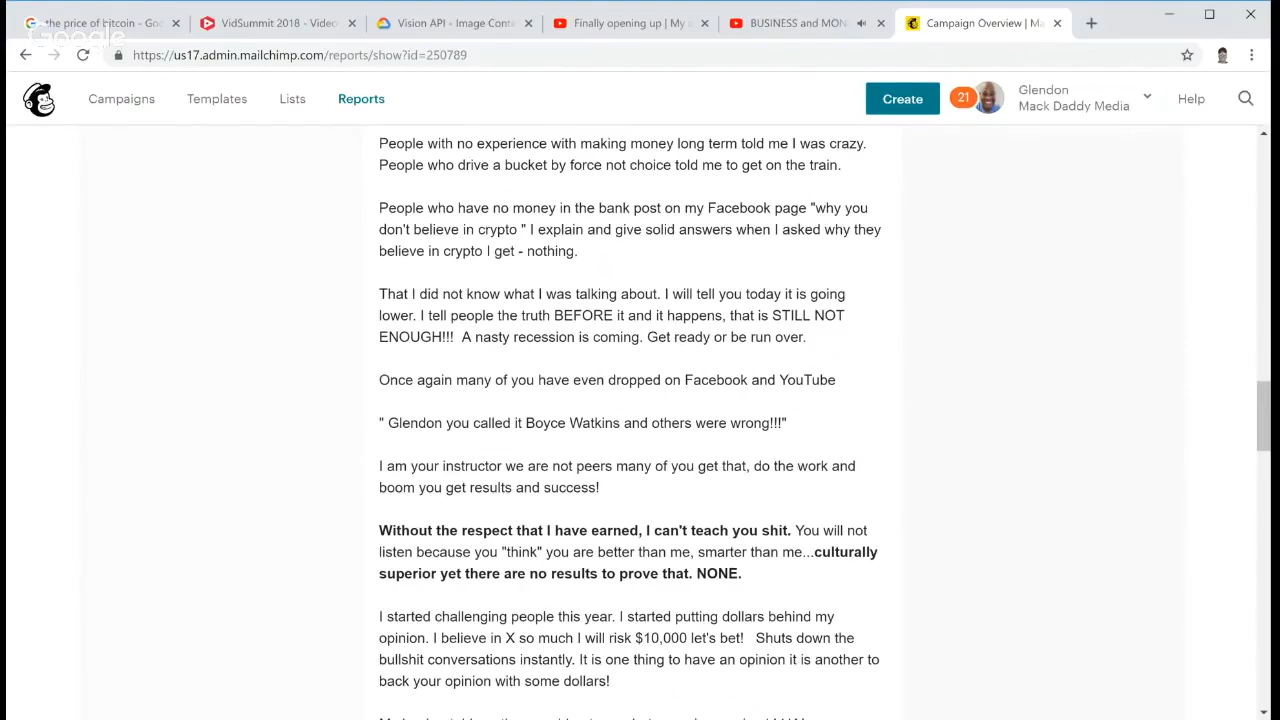 the price of bitcoin - Goo
VidSummit 2018 - Video
Vision API - Image Conte
Finally opening up | My
BUSINESS and MON
Campaign Overview | Ma
Google
https://us17.admin.mailchimp.com/reports/show?id=250789
Campaigns
Templates
Lists
Reports
Create
21
Glendon
Mack Daddy Media
Help
People with no experience with making money long term told me I was crazy.
People who drive a bucket by force not choice told me to get on the train.
People who have no money in the bank post on my Facebook page "why you
don't believe in crypto " I explain and give solid answers when I asked why they
believe in crypto I get - nothing.
That I did not know what I was talking about. I will tell you today it is going
lower. I tell people the truth BEFORE it and it happens, that is STILL NOT
ENOUGH!!!  A nasty recession is coming. Get ready or be run over.
Once again many of you have even dropped on Facebook and YouTube
" Glendon you called it Boyce Watkins and others were wrong!!!"
I am your instructor we are not peers many of you get that, do the work and
boom you get results and success!
Without the respect that I have earned, I can't teach you shit. You will not
listen because you "think" you are better than me, smarter than me...culturally
superior yet there are no results to prove that. NONE.
I started challenging people this year. I started putting dollars behind my
opinion. I believe in X so much I will risk $10,000 let's bet!   Shuts down the
bullshit conversations instantly. It is one thing to have an opinion it is another to
back your opinion with some dollars!